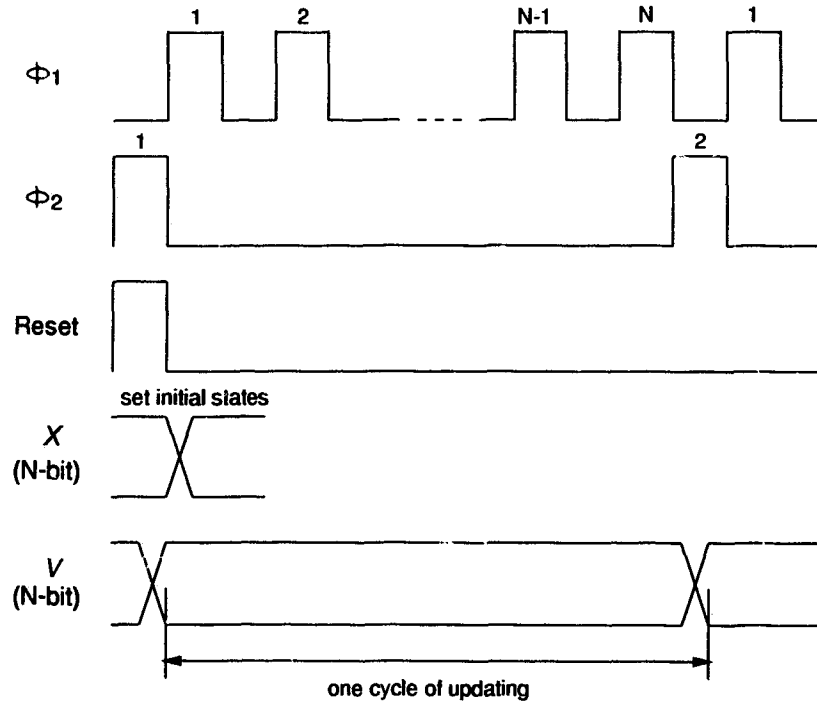 1 2 N-1 N 1
Φ1
1 2
Φ2
Reset
set initial states
X
(N-bit)
V
(N-bit)
one cycle of updating